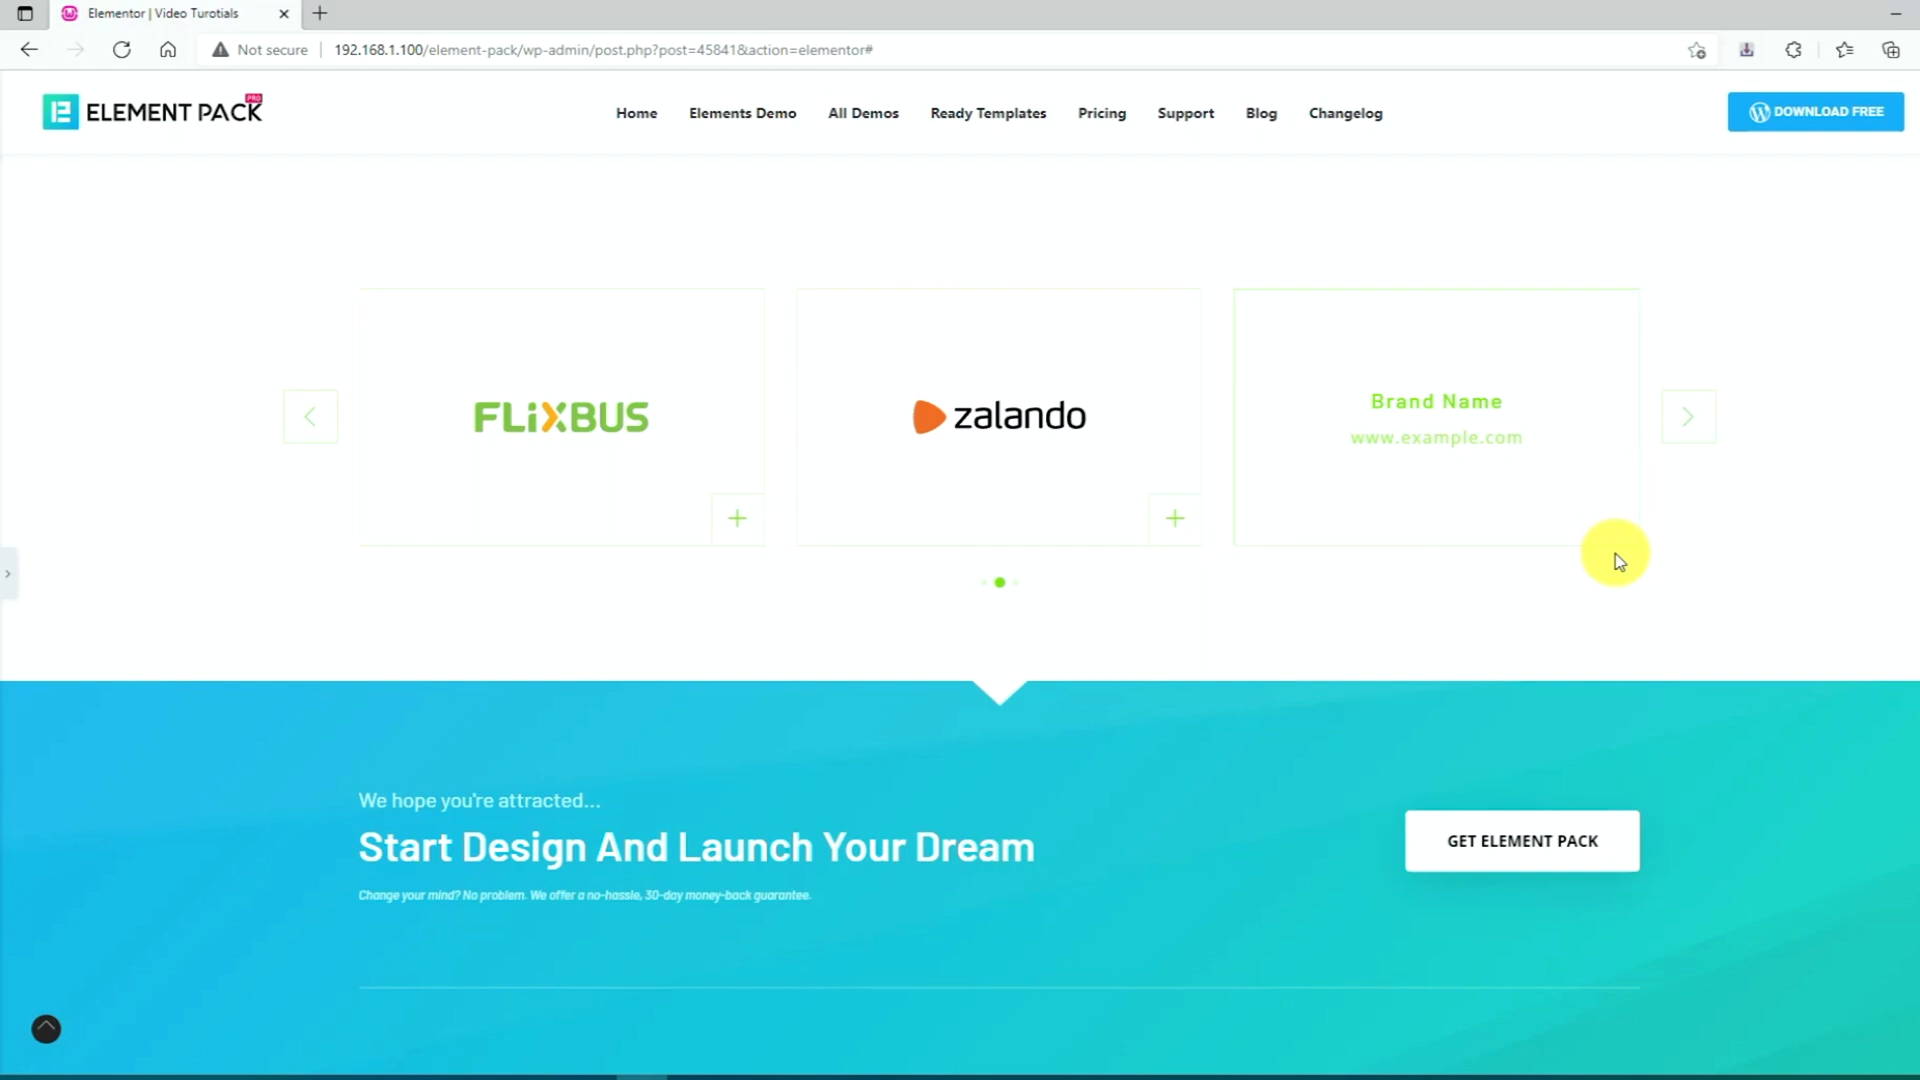 Elementor | Video Turotials
Not secure
192.168.1.100/element-pack/wp-admin/post.php?post=45841&action=elementor#
ELEMENT PACK
PRO
Home
Elements Demo
All Demos
Ready Templates
Pricing
Support
Blog
Changelog
DOWNLOAD FREE
FLiXBUS
zalando
Brand Name
www.example.com
We hope you're attracted...
Start Design And Launch Your Dream
Change your mind? No problem. We offer a no-hassle, 30-day money-back guarantee.
GET ELEMENT PACK